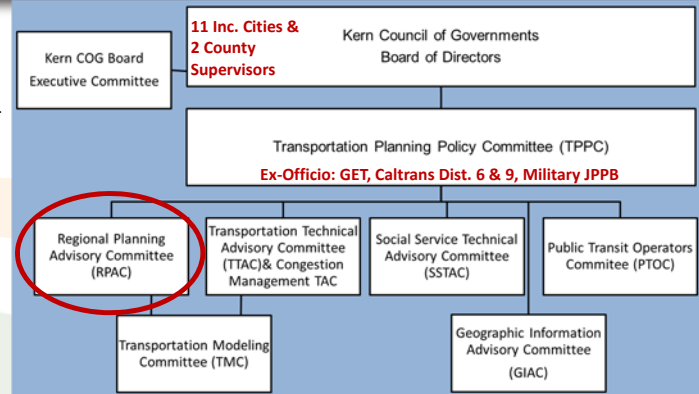 11 Inc. Cities &
2 County
Supervisors
Kern Council of Governments
Board of Directors
Kern COG Board
Executive Committee
Transportation Planning Policy Committee (TPPC)
Ex-Officio: GET, Caltrans Dist. 6 & 9, Military JPPB
Regional Planning
Advisory Committee
(RPAC)
Transportation Technical
Advisory Committee
(TTAC)& Congestion
Management TAC
Social Service Technical
Advisory Committee
(SSTAC)
Public Transit Operators
Commitee (PTOC)
Transportation Modeling
Committee (TMC)
Geographic Information
Advisory Committee
(GIAC)